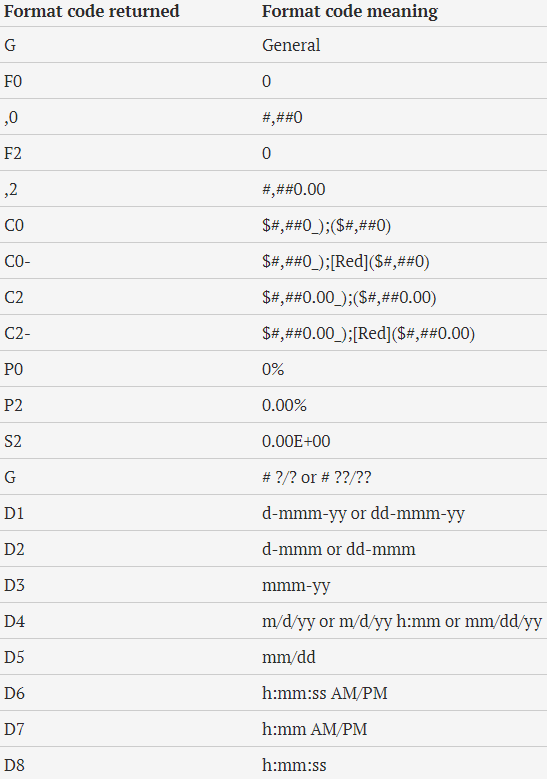 Format code returned Format code meaning
G General
F0 0
,0 #,##0
F2 0
,2 #,##0.00
C0 $#,##0_);($#,##0)
C0- $#,##0_);[Red]($#,##0)
C2 $#,##0.00_);($#,##0.00)
C2- $#,##0.00_);[Red]($#,##0.00)
P0 0%
P2 0.00%
S2 0.00E+00
G # ?/? or # ??/??
D1 d-mmm-yy or dd-mmm-yy
D2 d-mmm or dd-mmm
D3 mmm-yy
D4 m/d/yy or m/d/yy h:mm or mm/dd/yy
D5 mm/dd
D6 h:mm:ss AM/PM
D7 h:mm AM/PM
D8 h:mm:ss